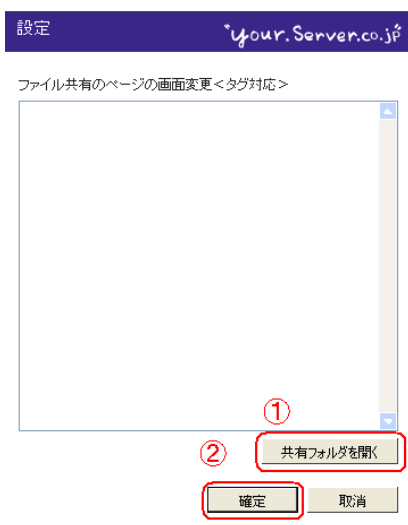 設定
"your.Server.co.jp"
ファイル共有のページの画面変更<タグ対応>
①
共有フォルダを開く
②
確定
取消